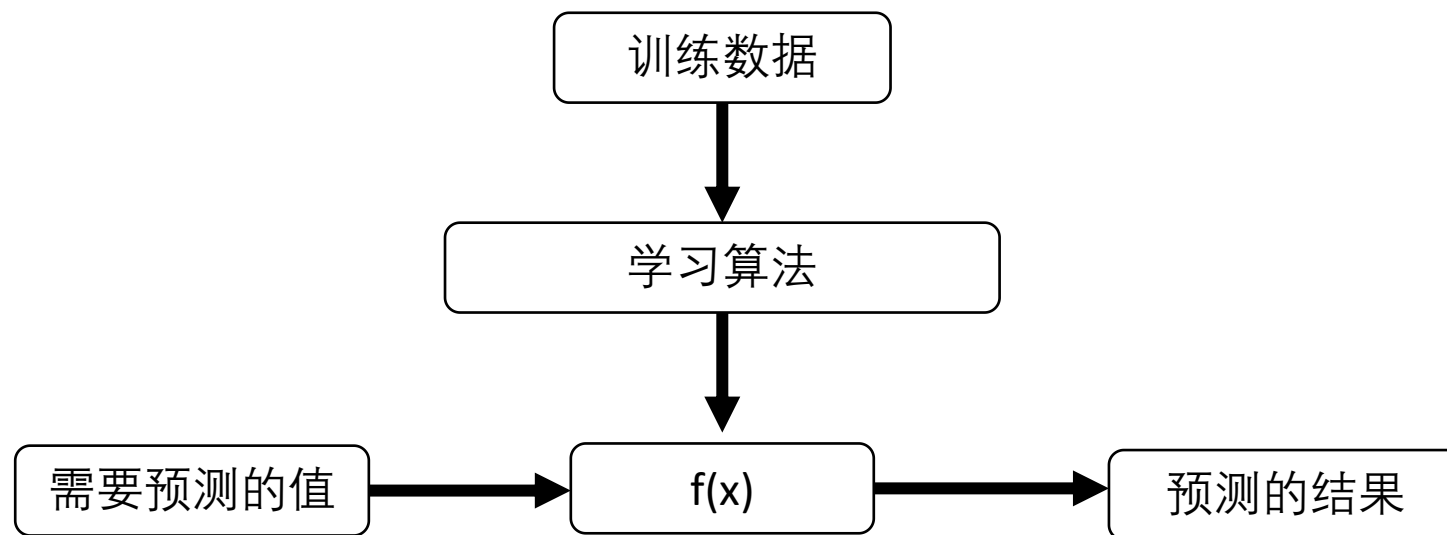 训练数据
学习算法
需要预测的值
f(x)
预测的结果